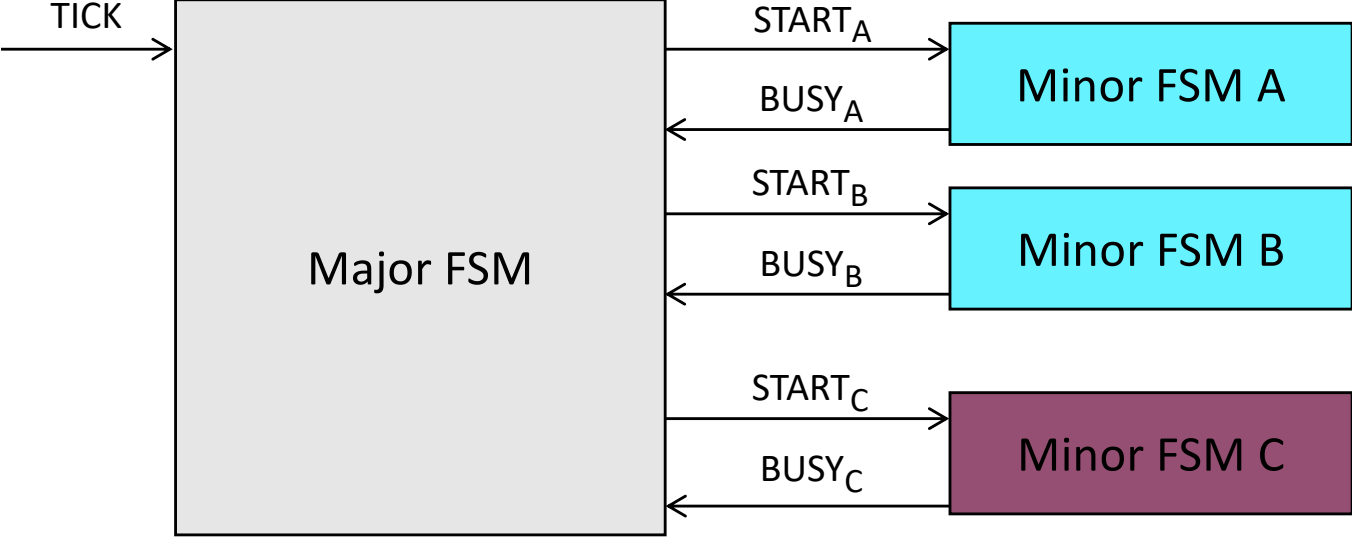 TICK
Major FSM
START_A
BUSY_A
Minor FSM A
START_B
BUSY_B
Minor FSM B
START_C
BUSY_C
Minor FSM C